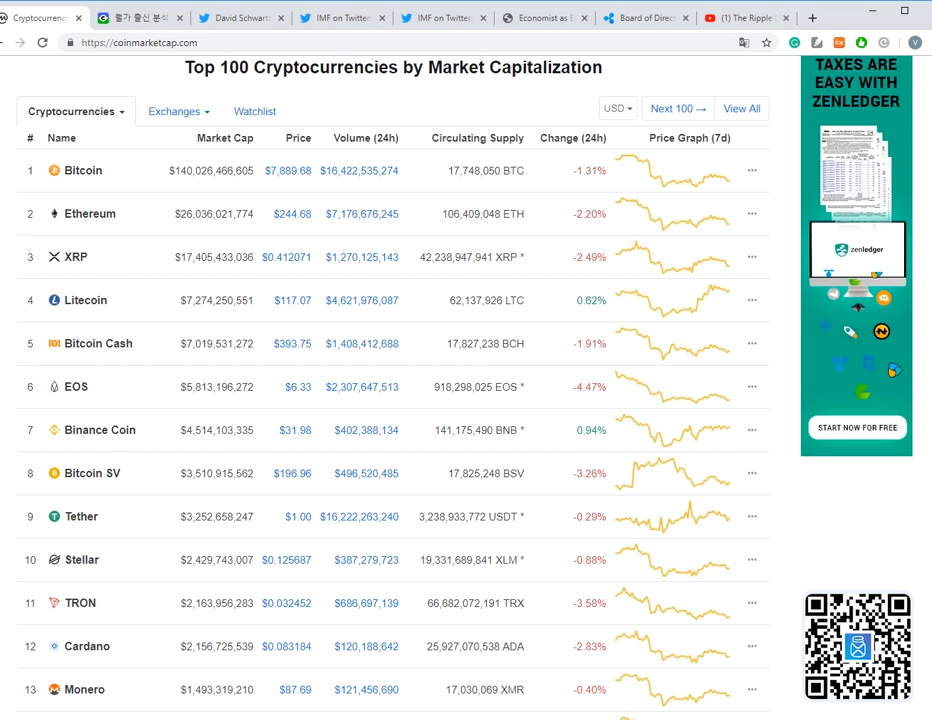 Cryptocurrency
뭘가 출신 분석
David Schwart
IMF on Twitter
IMF on Twitter
Economist as E
Board of Direc
(1) The Ripple
https://coinmarketcap.com
V
Top 100 Cryptocurrencies by Market Capitalization
Cryptocurrencies Exchanges Watchlist USD Next 100 → View All
# Name Market Cap Price Volume (24h) Circulating Supply Change (24h) Price Graph (7d)
1 Bitcoin $140,026,466,605 $7,889.68 $16,422,535,274 17,748,050 BTC -1.31%
2 Ethereum $26,036,021,774 $244.68 $7,176,676,245 106,409,048 ETH -2.20%
3 XRP $17,405,433,036 $0.412071 $1,270,125,143 42,238,947,941 XRP * -2.49%
4 Litecoin $7,274,250,551 $117.07 $4,621,976,087 62,137,926 LTC 0.62%
5 Bitcoin Cash $7,019,531,272 $393.75 $1,408,412,688 17,827,238 BCH -1.91%
6 EOS $5,813,196,272 $6.33 $2,307,647,513 918,298,025 EOS * -4.47%
7 Binance Coin $4,514,103,335 $31.98 $402,388,134 141,175,490 BNB * 0.94%
8 Bitcoin SV $3,510,915,562 $196.96 $496,520,485 17,825,248 BSV -3.26%
9 Tether $3,252,658,247 $1.00 $16,222,263,240 3,238,933,772 USDT * -0.29%
10 Stellar $2,429,743,007 $0.125687 $387,279,723 19,331,689,841 XLM * -0.88%
11 TRON $2,163,956,283 $0.032452 $686,697,139 66,682,072,191 TRX -3.58%
12 Cardano $2,156,725,539 $0.083184 $120,188,642 25,927,070,538 ADA -2.83%
13 Monero $1,493,319,210 $87.69 $121,456,690 17,030,069 XMR -0.40%
TAXES ARE
EASY WITH
ZENLEDGER
zenledger
START NOW FOR FREE